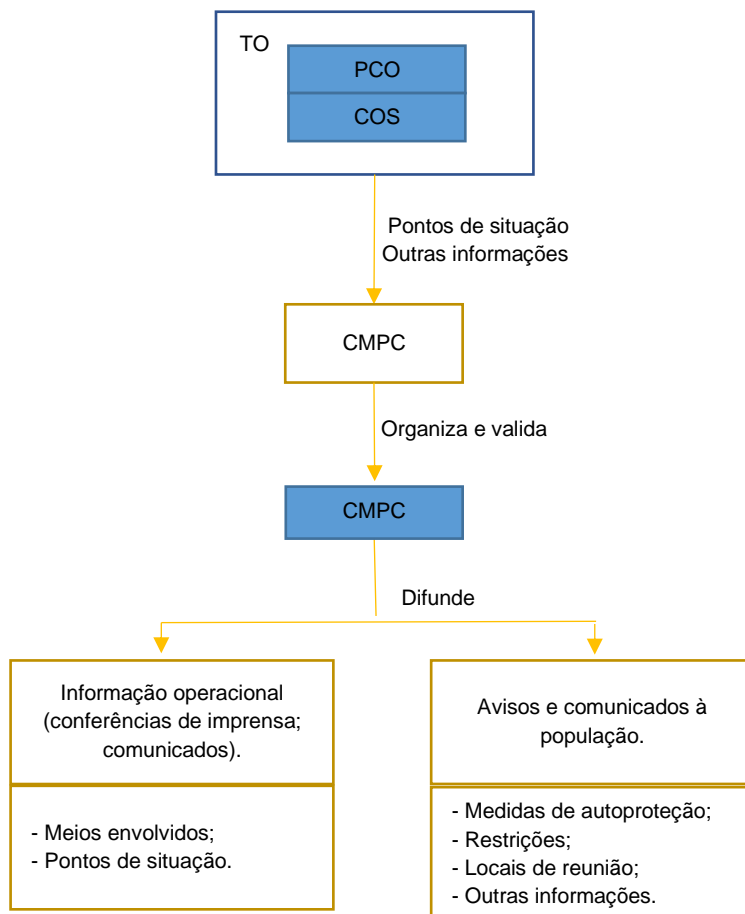 TO
PCO
COS
Pontos de situação
Outras informações
CMPC
Organiza e valida
CMPC
Difunde
Informação operacional
(conferências de imprensa;
comunicados).
- Meios envolvidos;
- Pontos de situação.
Avisos e comunicados à
população.
- Medidas de autoproteção;
- Restrições;
- Locais de reunião;
- Outras informações.